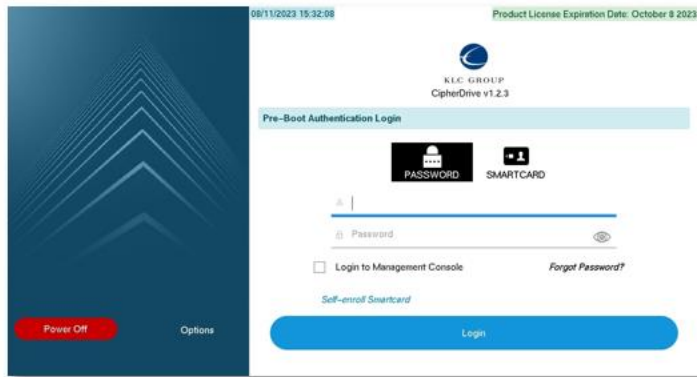 08/11/2023 15:32:08 Product License Expiration Date: October 8 2023
KLC GROUP
CipherDrive v1.2.3
Pre-Boot Authentication Login
PASSWORD SMARTCARD
Password
Login to Management Console Forgot Password?
Self-enroll Smartcard
Power Off Options Login